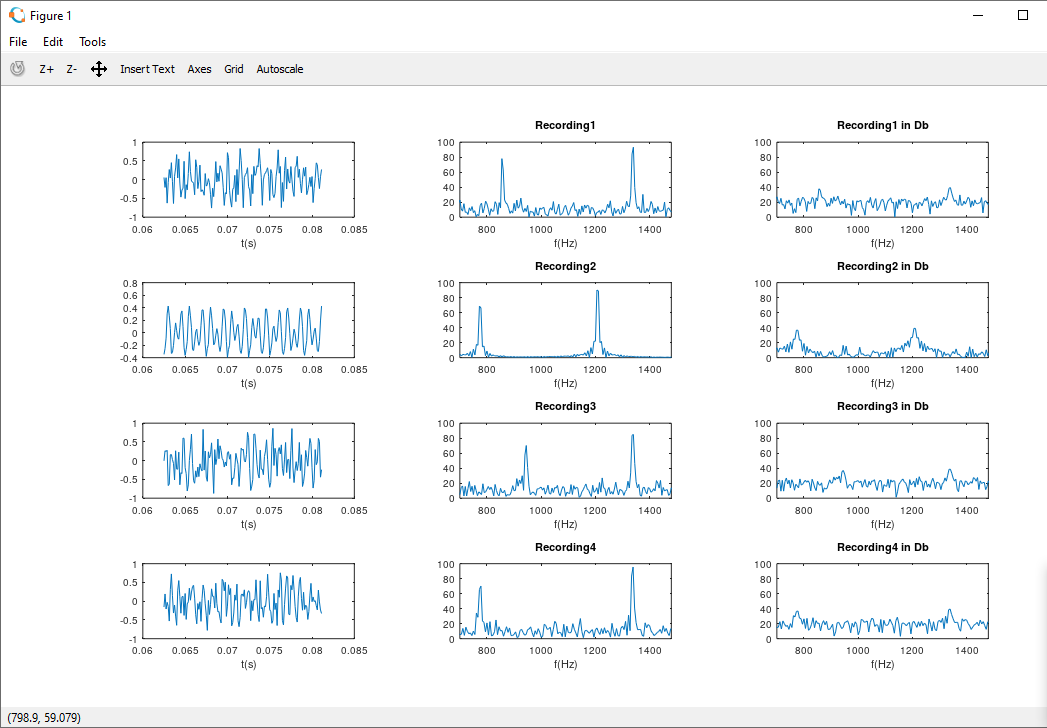 Figure 1
File Edit Tools
Z+ Z- Insert Text Axes Grid Autoscale
Recording1 Recording1 in Db
1 100 100
0.5 80 80
0 60 60
-0.5 40 40
-1 20 20
0 0
0.06 0.065 0.07 0.075 0.08 0.085 800 1000 1200 1400 800 1000 1200 1400
t(s) f(Hz) f(Hz)
Recording2 Recording2 in Db
0.8 100 100
0.6 80 80
0.4 60 60
0.2 40 40
0 20 20
-0.2 0 0
-0.4
0.06 0.065 0.07 0.075 0.08 0.085 800 1000 1200 1400 800 1000 1200 1400
t(s) f(Hz) f(Hz)
Recording3 Recording3 in Db
1 100 100
0.5 80 80
0 60 60
-0.5 40 40
-1 20 20
0 0
0.06 0.065 0.07 0.075 0.08 0.085 800 1000 1200 1400 800 1000 1200 1400
t(s) f(Hz) f(Hz)
Recording4 Recording4 in Db
1 100 100
0.5 80 80
0 60 60
-0.5 40 40
-1 20 20
0 0
0.06 0.065 0.07 0.075 0.08 0.085 800 1000 1200 1400 800 1000 1200 1400
t(s) f(Hz) f(Hz)
(798.9, 59.079)